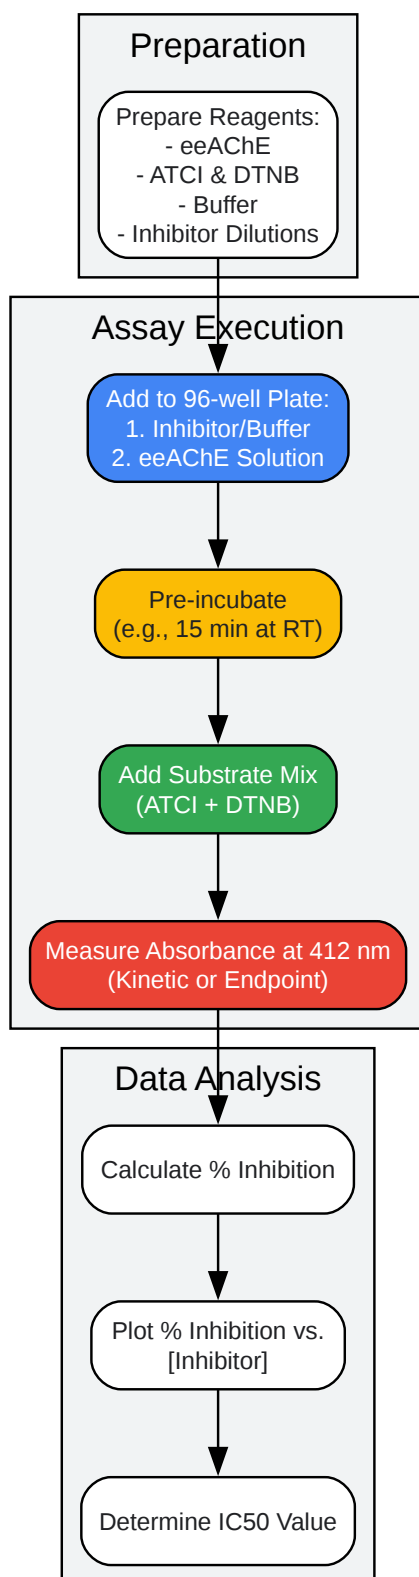 Preparation
Prepare Reagents:
- eeAChE
- ATCI & DTNB
- Buffer
- Inhibitor Dilutions
Assay Execution
Add to 96-well Plate:
1. Inhibitor/Buffer
2. eeAChE Solution
Pre-incubate
(e.g., 15 min at RT)
Add Substrate Mix
(ATCI + DTNB)
Measure Absorbance at 412 nm
(Kinetic or Endpoint)
Data Analysis
Calculate % Inhibition
Plot % Inhibition vs.
[Inhibitor]
Determine IC50 Value